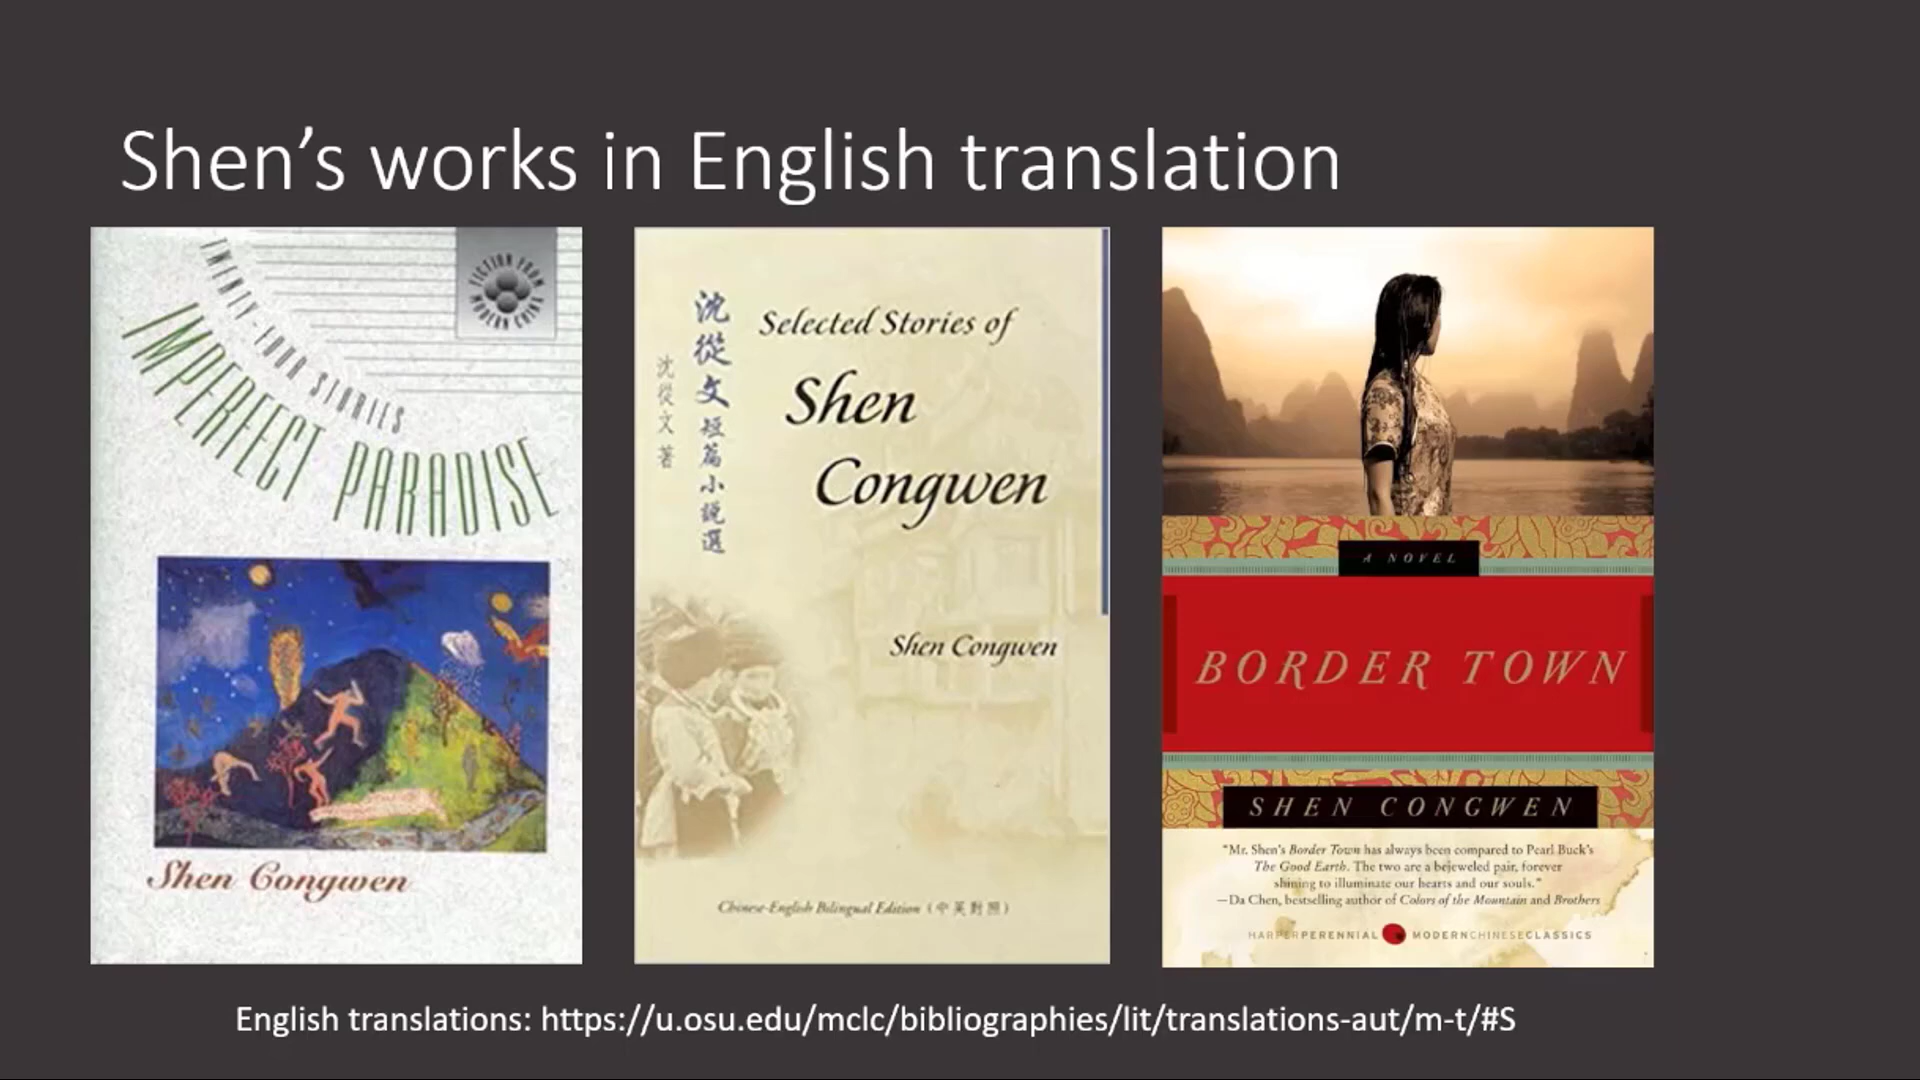 Shen’s works in English translation
TWENTY-FOUR STORIES
IMPERFECT PARADISE
FICTION FROM
MODERN CHINA
Shen Congwen
沈從文短篇小說選
沈從文 著
Selected Stories of
Shen
Congwen
Shen Congwen
Chinese-English Bilingual Edition (中英對照)
A NOVEL
BORDER TOWN
SHEN CONGWEN
“Mr. Shen's Border Town has always been compared to Pearl Buck's
The Good Earth. The two are a bejeweled pair, forever
shining to illuminate our hearts and our souls.”
—Da Chen, bestselling author of Colors of the Mountain and Brothers
HARPERPERENNIAL MODERNCHINESECLASSICS
English translations: https://u.osu.edu/mclc/bibliographies/lit/translations-aut/m-t/#S